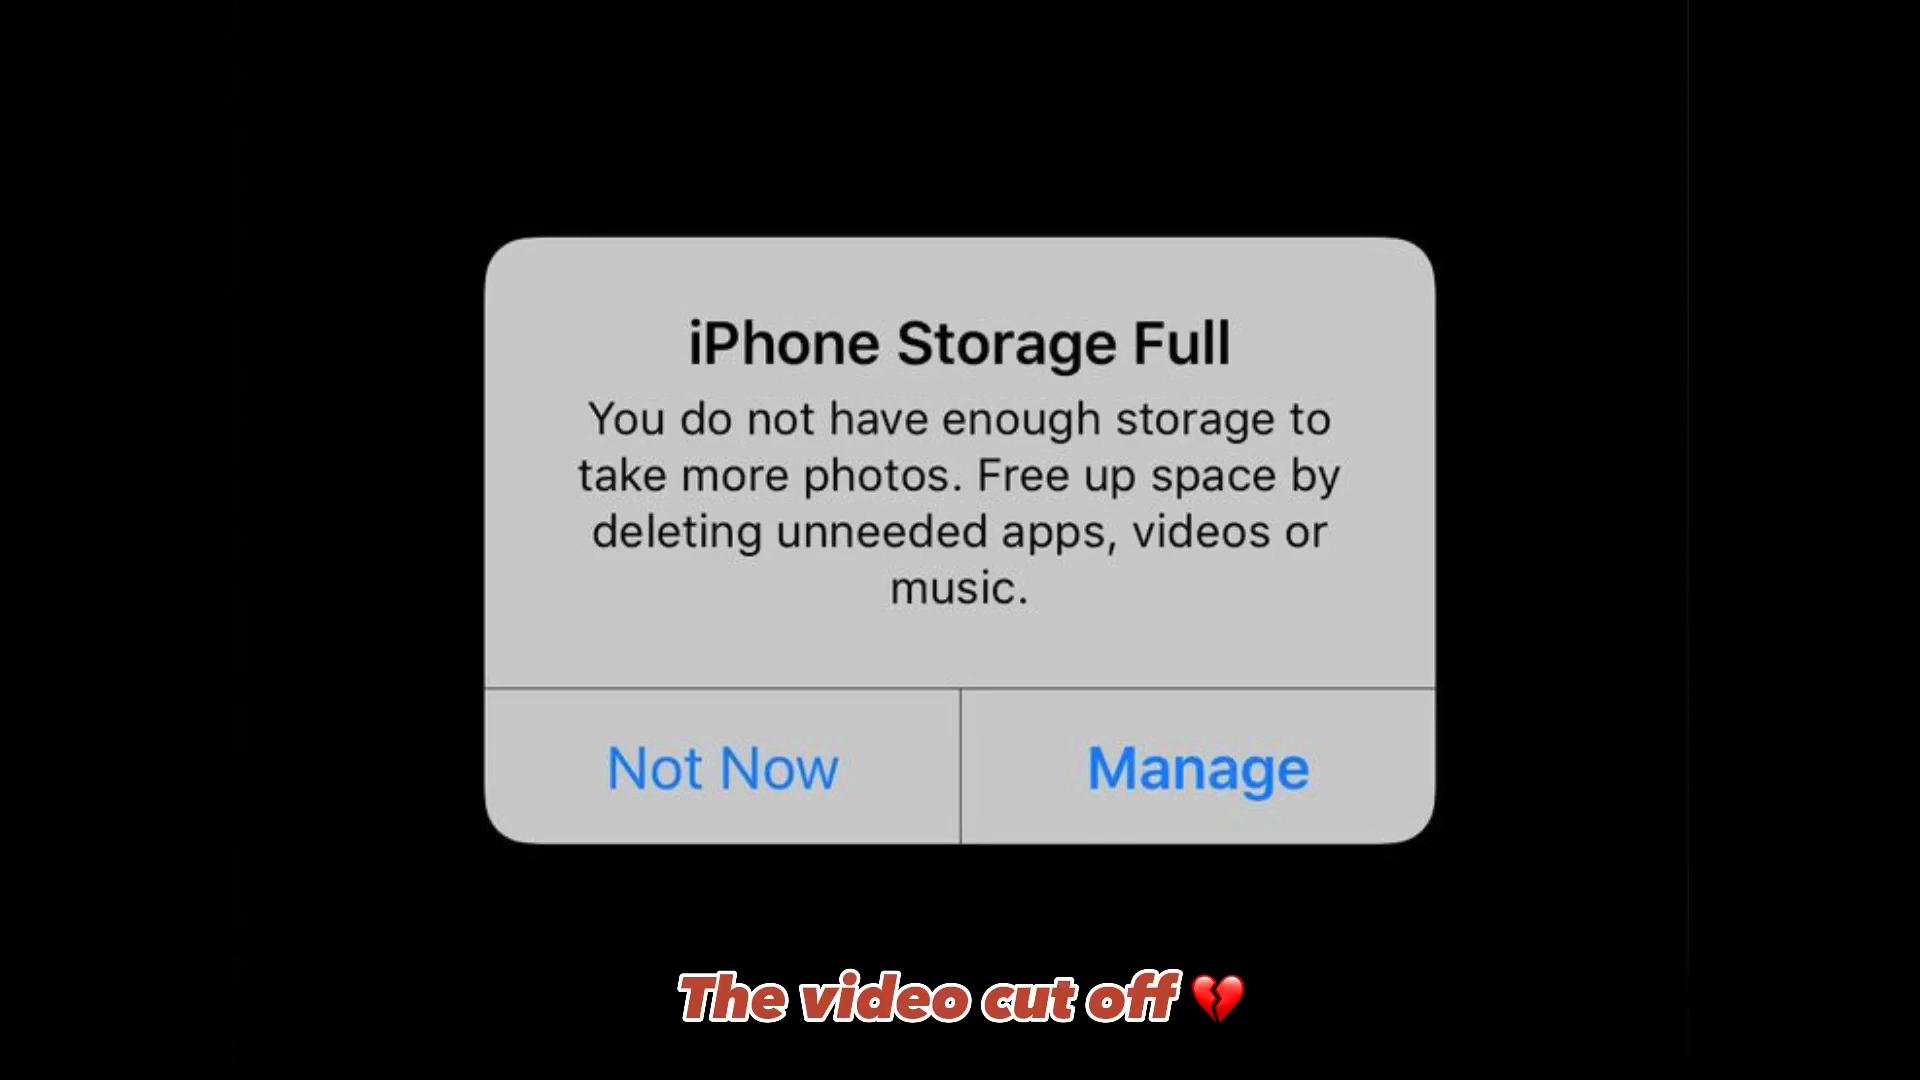 iPhone Storage Full
You do not have enough storage to
take more photos. Free up space by
deleting unneeded apps, videos or
music.
Not Now
Manage
The video cut off 💔